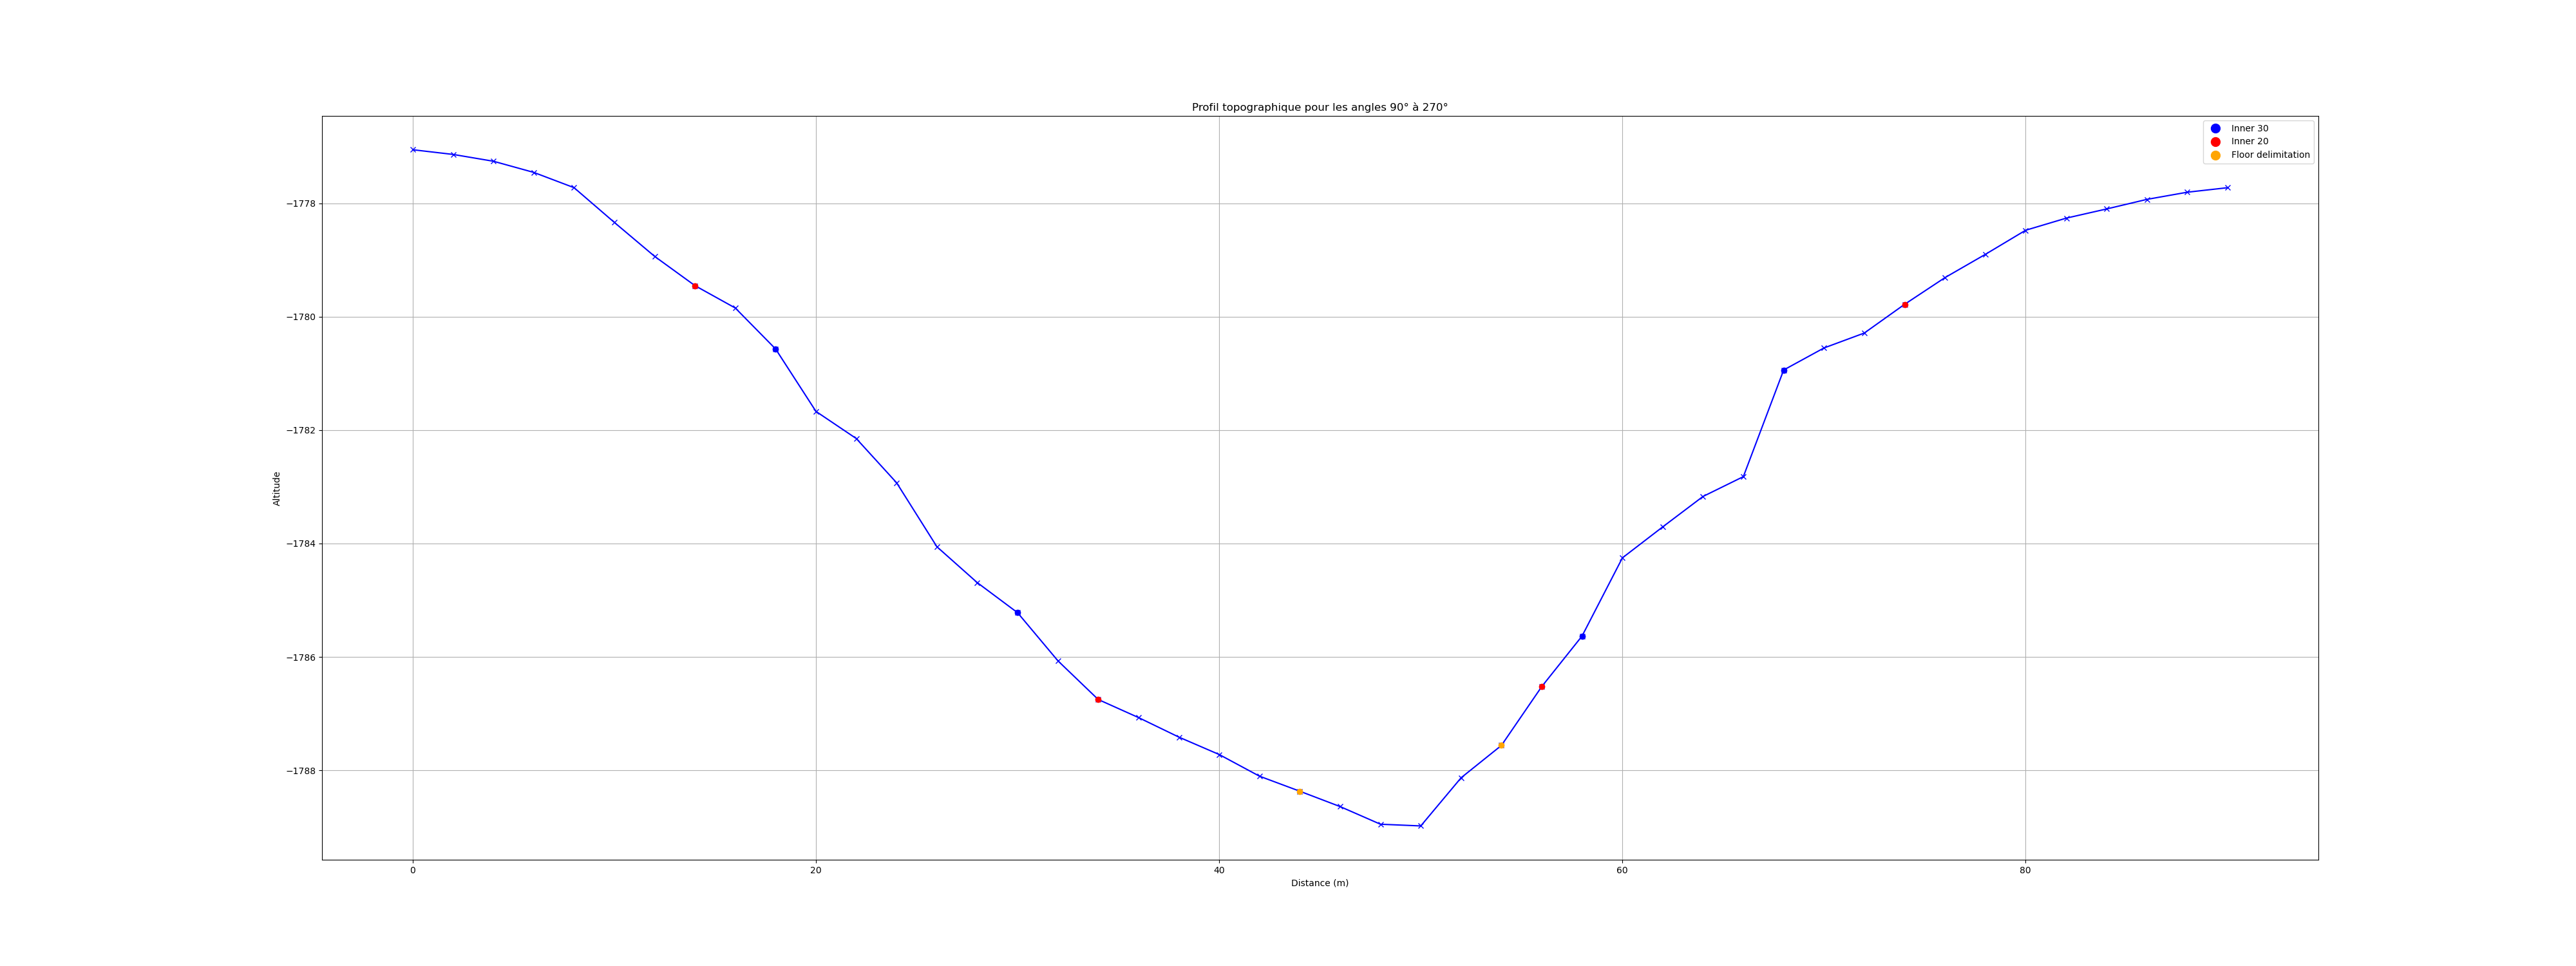 Profil topographique pour les angles 90° à 270°
Inner 30
Inner 20
Floor delimitation
−1778
−1780
−1782
−1784
−1786
−1788
Altitude
0 20 40 60 80
Distance (m)